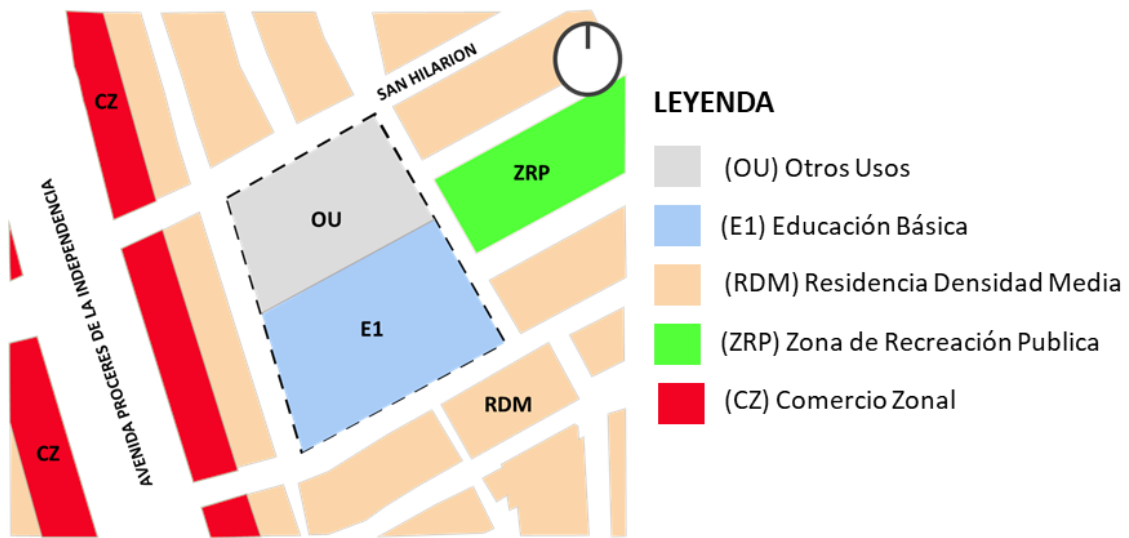 SAN HILARION
CZ
ZRP
OU
AVENIDA PROCERES DE LA INDEPENDENCIA
E1
RDM
CZ
LEYENDA
(OU) Otros Usos
(E1) Educación Básica
(RDM) Residencia Densidad Media
(ZRP) Zona de Recreación Publica
(CZ) Comercio Zonal